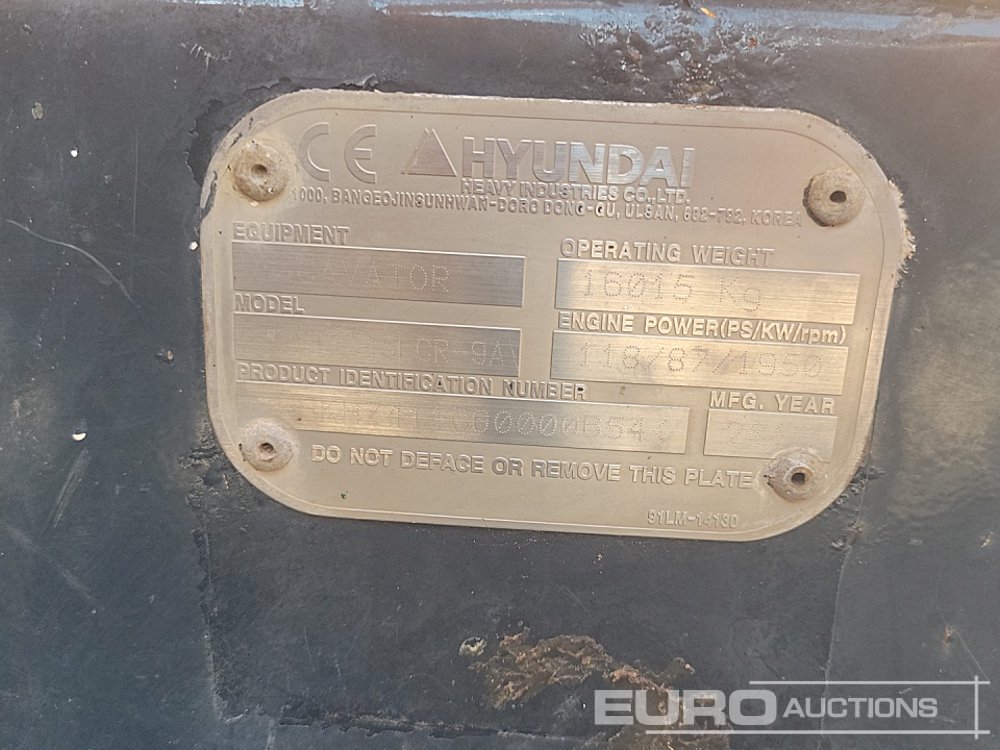 CE HYUNDAI
HEAVY INDUSTRIES CO., LTD.
1000, BANGEOJINSUNHWAN-DORO DONG-GU, ULSAN, 682-792, KOREA
EQUIPMENT
ATOR
OPERATING WEIGHT
16015 Kg
MODEL
R-9A
ENGINE POWER(PS/KW/rpm)
118/87/1950
PRODUCT IDENTIFICATION NUMBER
MFG. YEAR
DO NOT DEFACE OR REMOVE THIS PLATE
91LM-14130
EURO AUCTIONS